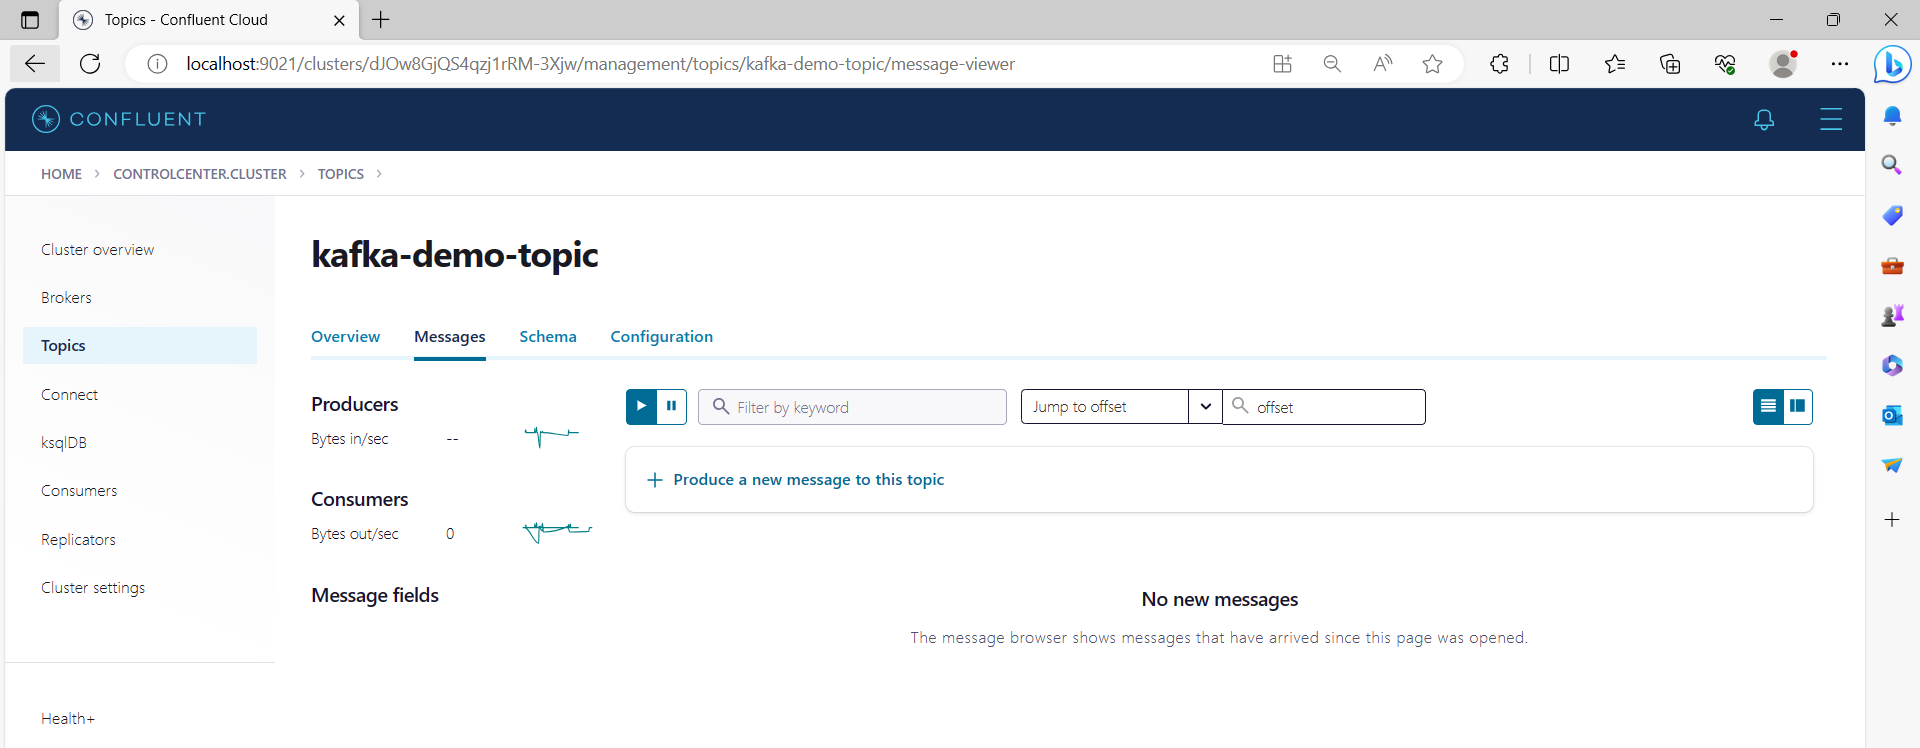 Topics - Confluent Cloud
localhost:9021/clusters/dJOw8GjQS4qzj1rRM-3Xjw/management/topics/kafka-demo-topic/message-viewer
CONFLUENT
HOME > CONTROLCENTER.CLUSTER > TOPICS >
Cluster overview
Brokers
Topics
Connect
ksqlDB
Consumers
Replicators
Cluster settings
Health+
kafka-demo-topic
Overview Messages Schema Configuration
Producers
Bytes in/sec --
Consumers
Bytes out/sec 0
Message fields
Filter by keyword Jump to offset offset
Produce a new message to this topic
No new messages
The message browser shows messages that have arrived since this page was opened.